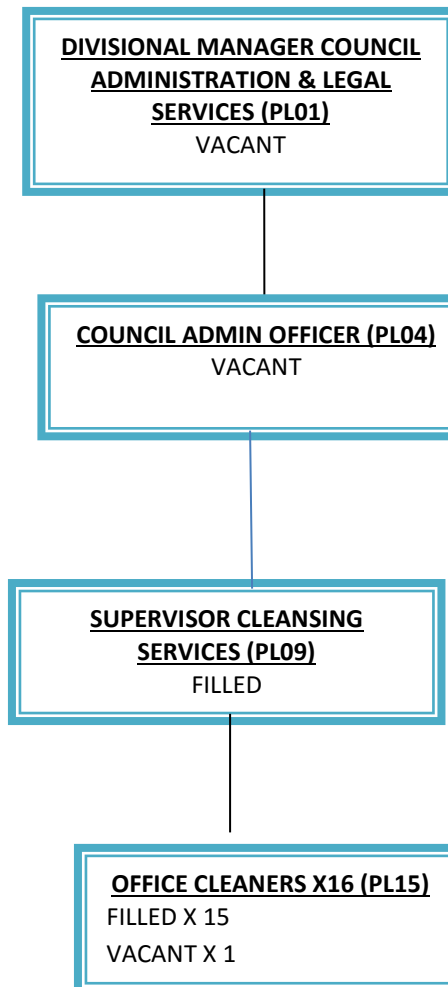 DIVISIONAL MANAGER COUNCIL
ADMINISTRATION & LEGAL
SERVICES (PL01)
VACANT
COUNCIL ADMIN OFFICER (PL04)
VACANT
SUPERVISOR CLEANSING
SERVICES (PL09)
FILLED
OFFICE CLEANERS X16 (PL15)
FILLED X 15
VACANT X 1